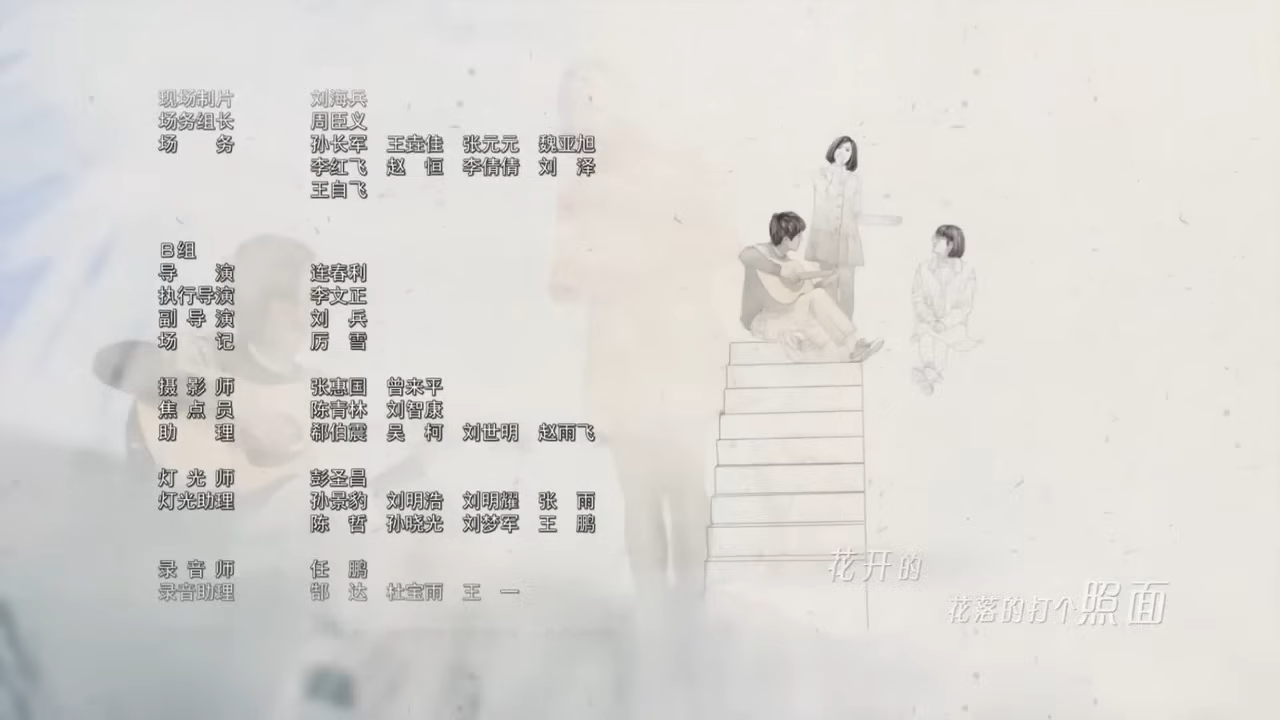 现场制片 刘海兵
场务组长 周臣义
场 务 孙长军 王垚佳 张元元 魏亚旭
李红飞 赵 恒 李倩倩 刘 泽
王自飞
B组
导 演 连春利
执行导演 李文正
副导演 刘 兵
场 记 厉 雪
摄影师 张惠国 曾来平
焦点员 陈青林 刘智康
助 理 郗伯震 吴 柯 刘世明 赵雨飞
灯光师 彭圣昌
灯光助理 孙景豹 刘明浩 刘明耀 张 雨
陈 哲 孙晓光 刘梦军 王 鹏
录音师 任 鹏
录音助理 郜 达 杜宝雨 王 一
花开的
花落的打个照面